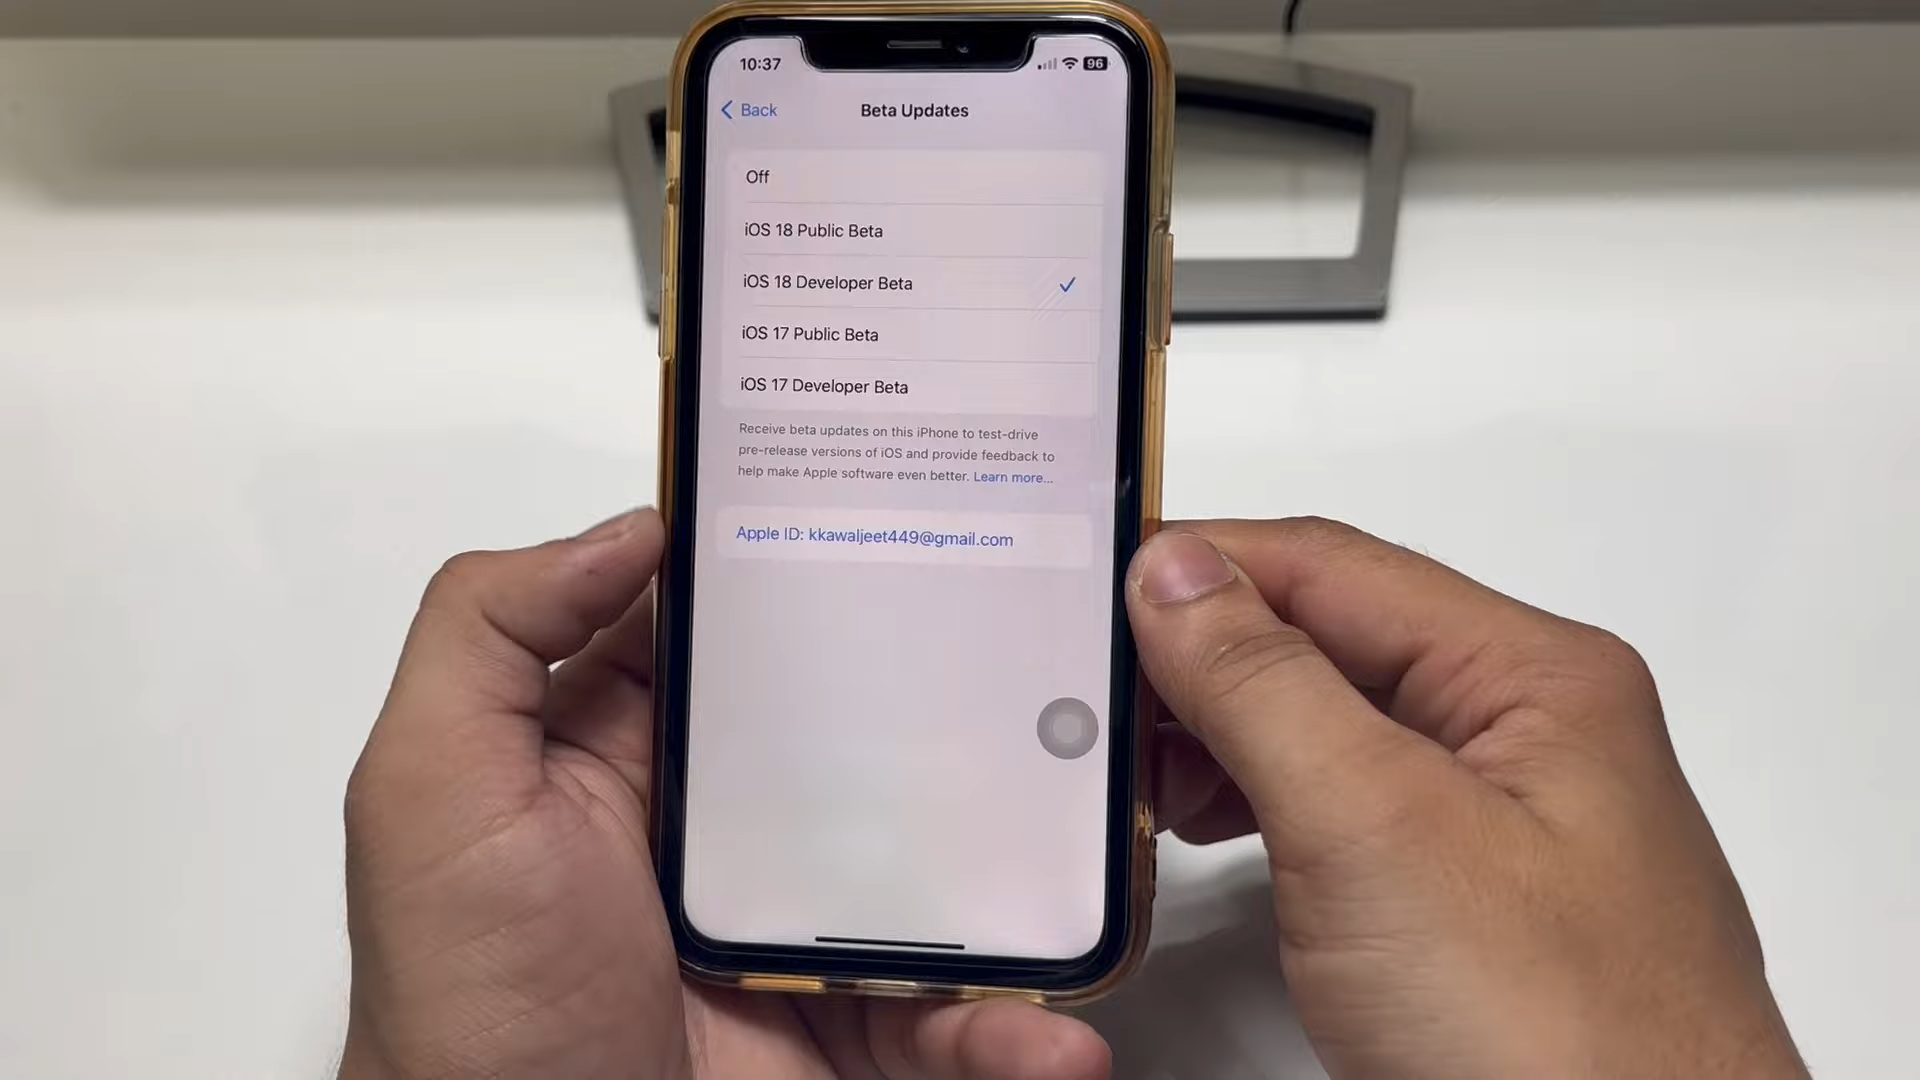 10:37
96
Back
Beta Updates
Off
iOS 18 Public Beta
iOS 18 Developer Beta
iOS 17 Public Beta
iOS 17 Developer Beta
Receive beta updates on this iPhone to test-drive
pre-release versions of iOS and provide feedback to
help make Apple software even better. Learn more...
Apple ID: kkawaljeet449@gmail.com